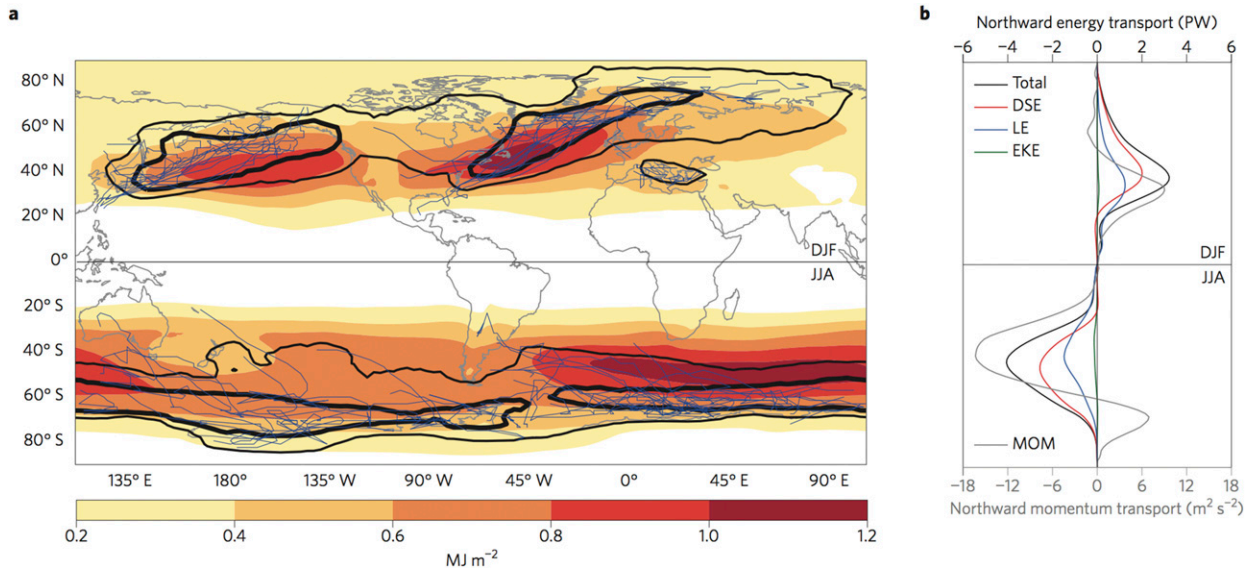 a
80° N
60° N
40° N
20° N
0°
20° S
40° S
60° S
80° S
DJF
JJA
135° E
180°
135° W
90° W
45° W
0°
45° E
90° E
0.2
0.4
0.6
0.8
1.0
1.2
MJ m⁻²
b
Northward energy transport (PW)
−6
−2
0
2
4
6
Total
DSE
LE
EKE
DJF
JJA
MOM
−18
−12
−6
0
6
12
18
Northward momentum transport (m² s⁻²)